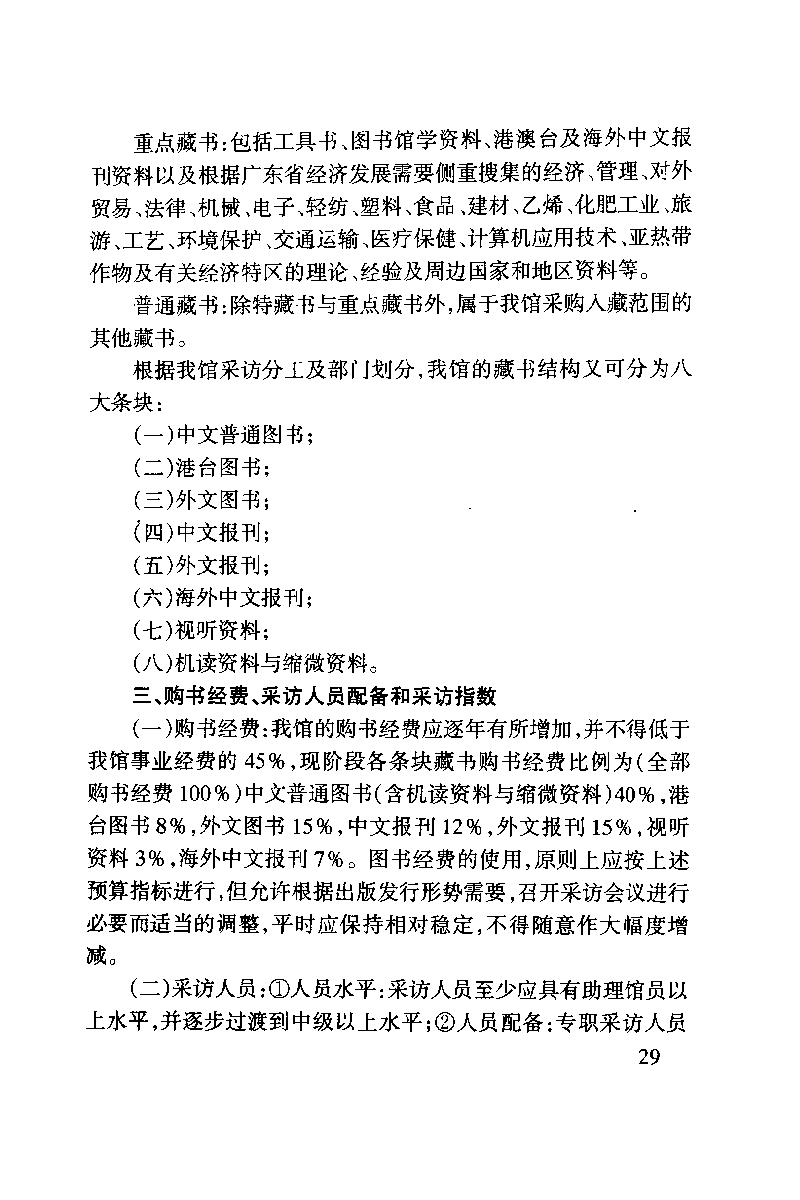 重点藏书:包括工具书、图书馆学资料、港澳台及海外中文报
刊资料以及根据广东省经济发展需要侧重搜集的经济、管理、对外
贸易、法律、机械、电子、轻纺、塑料、食品、建材、乙烯、化肥工业、旅
游、工艺、环境保护、交通运输、医疗保健、计算机应用技术、亚热带
作物及有关经济特区的理论、经验及周边国家和地区资料等。
普通藏书:除特藏书与重点藏书外,属于我馆采购入藏范围的
其他藏书。
根据我馆采访分工及部门划分,我馆的藏书结构又可分为八
大条块:
(一)中文普通图书;
(二)港台图书;
(三)外文图书;
(四)中文报刊;
(五)外文报刊;
(六)海外中文报刊;
(七)视听资料;
(八)机读资料与缩微资料。
三、购书经费、采访人员配备和采访指数
(一)购书经费:我馆的购书经费应逐年有所增加,并不得低于
我馆事业经费的 45%,现阶段各条块藏书购书经费比例为(全部
购书经费 100%)中文普通图书(含机读资料与缩微资料)40%,港
台图书 8%,外文图书 15%,中文报刊 12%,外文报刊 15%,视听
资料 3%,海外中文报刊 7%。图书经费的使用,原则上应按上述
预算指标进行,但允许根据出版发行形势需要,召开采访会议进行
必要而适当的调整,平时应保持相对稳定,不得随意作大幅度增
减。
(二)采访人员:①人员水平:采访人员至少应具有助理馆员以
上水平,并逐步过渡到中级以上水平;②人员配备:专职采访人员
29